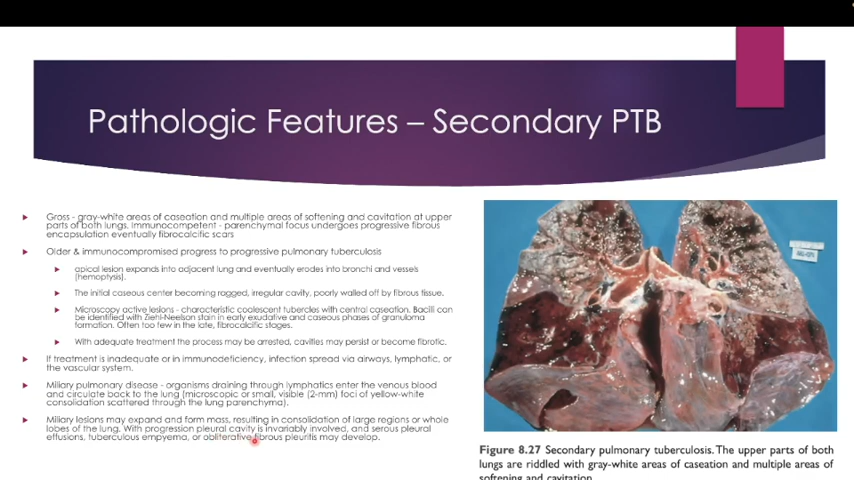 Pathologic Features – Secondary PTB
Gross - gray-white areas of caseation and multiple areas of softening and cavitation at upper
parts of both lungs. Immunocompetent - parenchymal focus undergoes progressive fibrous
encapsulation eventually fibrocalcific scars
Older & immunocompromised progress to progressive pulmonary tuberculosis
apical lesion expands into adjacent lung and eventually erodes into bronchi and vessels
(hemoptysis).
The initial caseous center becoming ragged, irregular cavity, poorly walled off by fibrous tissue.
Microscopy active lesions - characteristic coalescent tubercles with central caseation. Bacilli can
be identified with Ziehl-Neelson stain in early exudative and caseous phases of granuloma
formation. Often too few in the late, fibrocalcific stages.
With adequate treatment the process may be arrested, cavities may persist or become fibrotic.
If treatment is inadequate or in immunodeficiency, infection spread via airways, lymphatic, or
the vascular system.
Miliary pulmonary disease - organisms draining through lymphatics enter the venous blood
and circulate back to the lung (microscopic or small, visible (2-mm) foci of yellow-white
consolidation scattered through the lung parenchyma).
Miliary lesions may expand and form mass, resulting in consolidation of large regions or whole
lobes of the lung. With progression pleural cavity is invariably involved, and serous pleural
effusions, tuberculous empyema, or obliterative fibrous pleuritis may develop.
Figure 8.27 Secondary pulmonary tuberculosis. The upper parts of both
lungs are riddled with gray-white areas of caseation and multiple areas of
softening and cavitation.